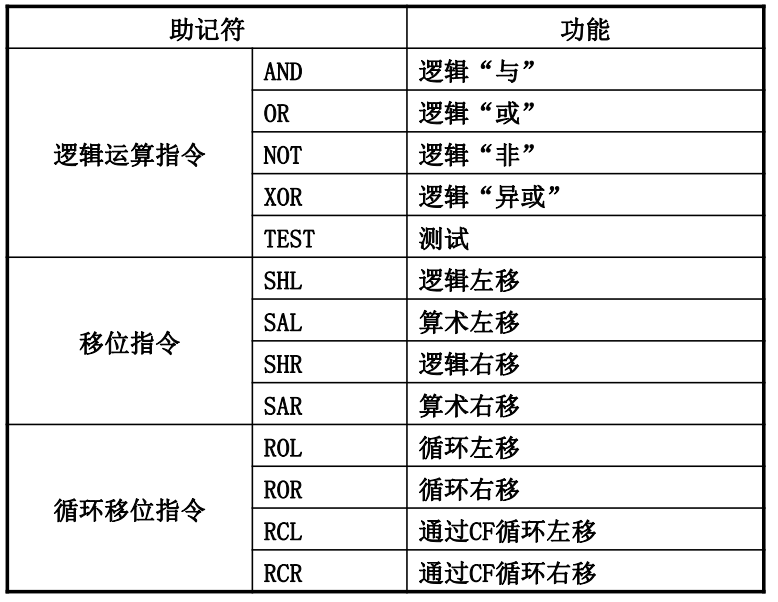 助记符 功能
逻辑运算指令
AND 逻辑“与”
OR 逻辑“或”
NOT 逻辑“非”
XOR 逻辑“异或”
TEST 测试
移位指令
SHL 逻辑左移
SAL 算术左移
SHR 逻辑右移
SAR 算术右移
循环移位指令
ROL 循环左移
ROR 循环右移
RCL 通过CF循环左移
RCR 通过CF循环右移